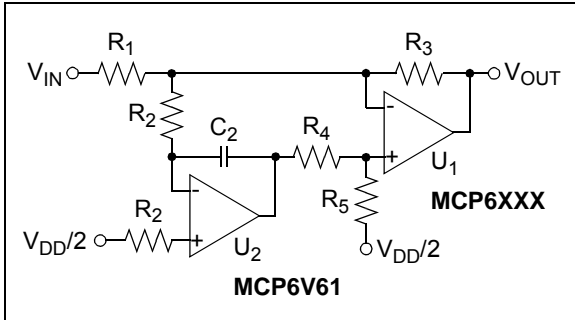 R1
R3
VIN
VOUT
R2
C2
R4
U1
R5
MCP6XXX
R2
VDD/2
U2
VDD/2
MCP6V61